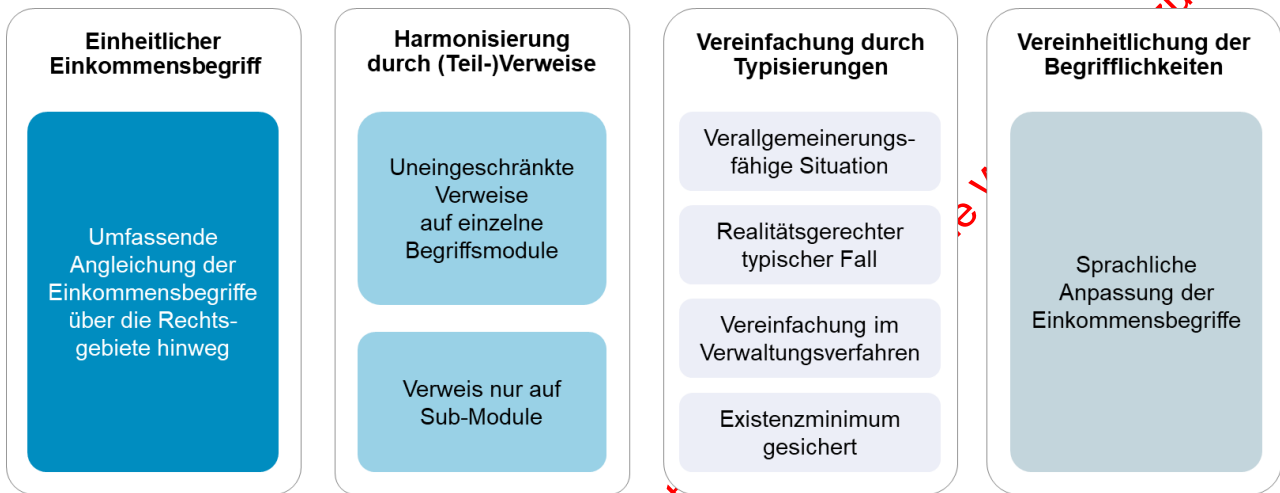 Einheitlicher
Einkommensbegriff
Umfassende
Angleichung der
Einkommensbegriffe
über die Rechts-
gebiete hinweg
Harmonisierung
durch (Teil-)Verweise
Uneingeschränkte
Verweise
auf einzelne
Begriffsmodule
Verweis nur auf
Sub-Module
Vereinfachung durch
Typisierungen
Verallgemeinerungs-
fähige Situation
Realitätsgerechter
typischer Fall
Vereinfachung im
Verwaltungsverfahren
Existenzminimum
gesichert
Vereinheitlichung der
Begrifflichkeiten
Sprachliche
Anpassung der
Einkommensbegriffe